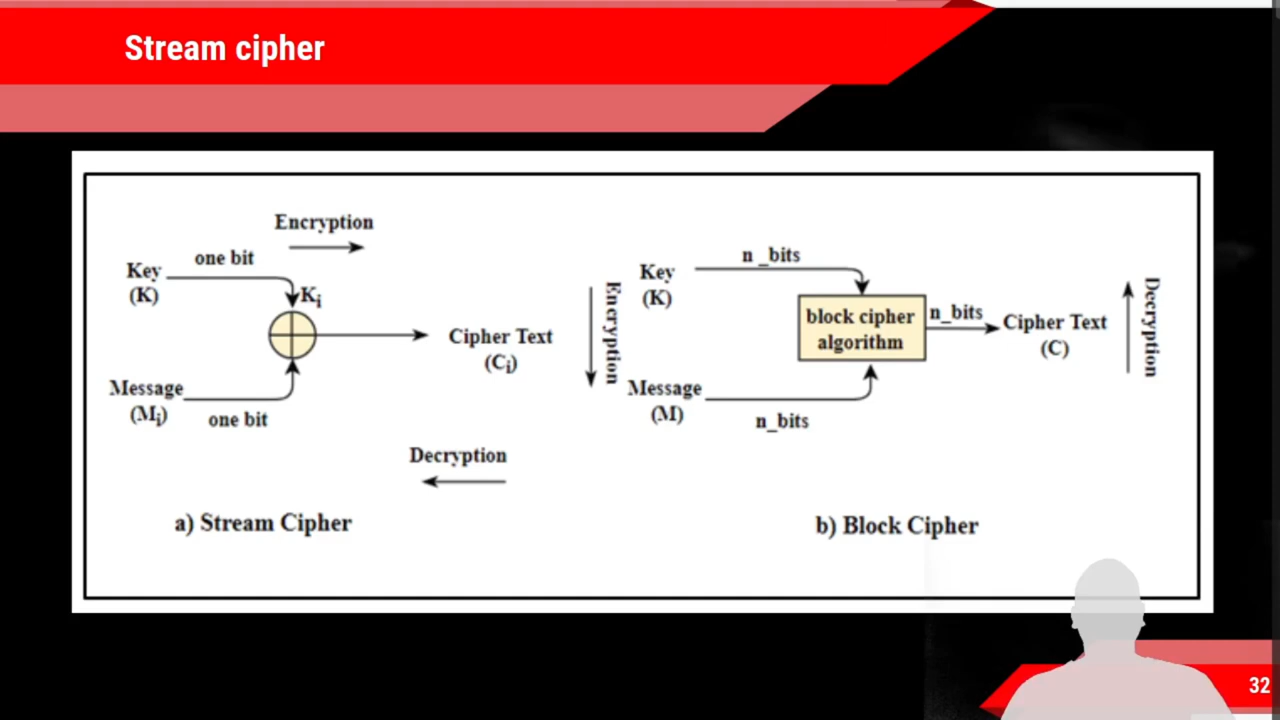 Stream cipher
Encryption
one bit
Key
(K)
Ki
Cipher Text
(Ci)
Message
(Mi)
one bit
Decryption
a) Stream Cipher
Encryption
n _bits
Key
(K)
block cipher
algorithm
n_bits
Cipher Text
(C)
Message
(M)
n_bits
Decryption
b) Block Cipher
32